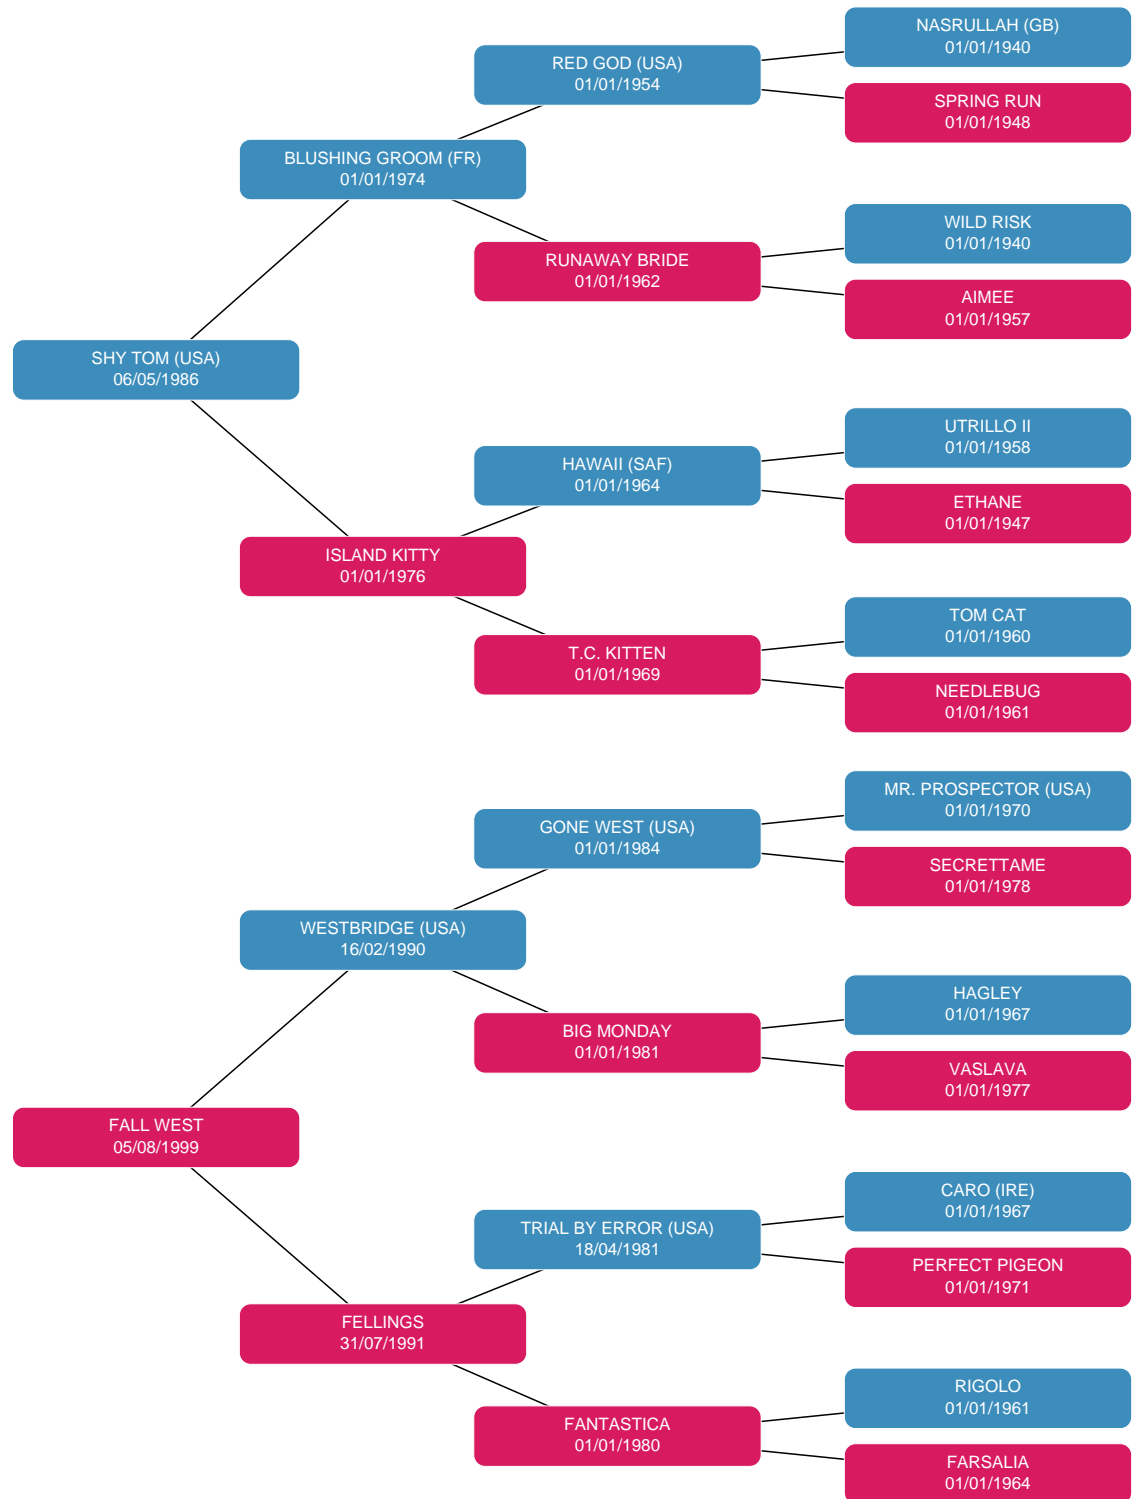 NASRULLAH (GB)
01/01/1940
RED GOD (USA)
01/01/1954
SPRING RUN
01/01/1948
BLUSHING GROOM (FR)
01/01/1974
WILD RISK
01/01/1940
RUNAWAY BRIDE
01/01/1962
AIMEE
01/01/1957
SHY TOM (USA)
06/05/1986
UTRILLO II
01/01/1958
HAWAII (SAF)
01/01/1964
ETHANE
01/01/1947
ISLAND KITTY
01/01/1976
TOM CAT
01/01/1960
T.C. KITTEN
01/01/1969
NEEDLEBUG
01/01/1961
MR. PROSPECTOR (USA)
01/01/1970
GONE WEST (USA)
01/01/1984
SECRETTAME
01/01/1978
WESTBRIDGE (USA)
16/02/1990
HAGLEY
01/01/1967
BIG MONDAY
01/01/1981
VASLAVA
01/01/1977
FALL WEST
05/08/1999
CARO (IRE)
01/01/1967
TRIAL BY ERROR (USA)
18/04/1981
PERFECT PIGEON
01/01/1971
FELLINGS
31/07/1991
RIGOLO
01/01/1961
FANTASTICA
01/01/1980
FARSALIA
01/01/1964